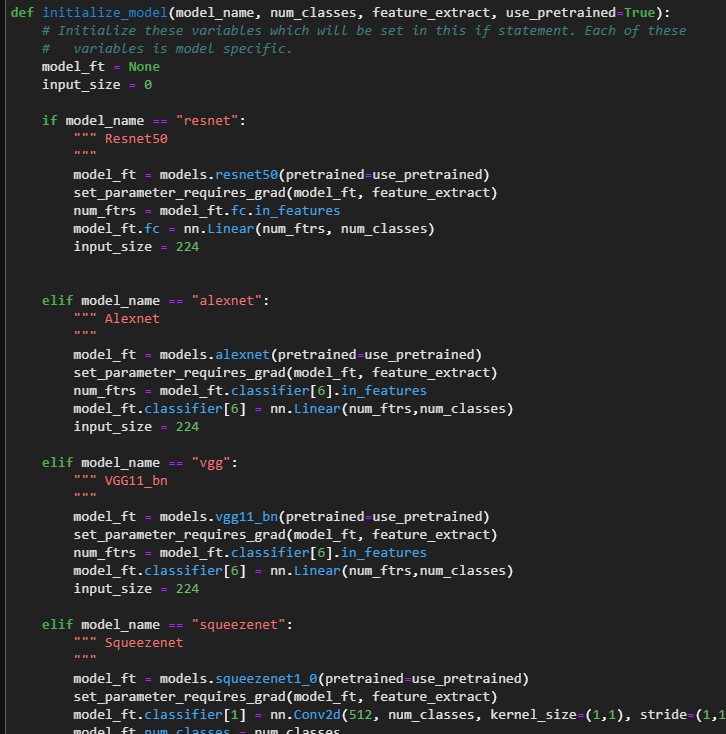 def initialize_model(model_name, num_classes, feature_extract, use_pretrained=True):
    # Initialize these variables which will be set in this if statement. Each of these
    #   variables is model specific.
    model_ft = None
    input_size = 0

    if model_name == "resnet":
        """ Resnet50
        """
        model_ft = models.resnet50(pretrained=use_pretrained)
        set_parameter_requires_grad(model_ft, feature_extract)
        num_ftrs = model_ft.fc.in_features
        model_ft.fc = nn.Linear(num_ftrs, num_classes)
        input_size = 224


    elif model_name == "alexnet":
        """ Alexnet
        """
        model_ft = models.alexnet(pretrained=use_pretrained)
        set_parameter_requires_grad(model_ft, feature_extract)
        num_ftrs = model_ft.classifier[6].in_features
        model_ft.classifier[6] = nn.Linear(num_ftrs,num_classes)
        input_size = 224

    elif model_name == "vgg":
        """ VGG11_bn
        """
        model_ft = models.vgg11_bn(pretrained=use_pretrained)
        set_parameter_requires_grad(model_ft, feature_extract)
        num_ftrs = model_ft.classifier[6].in_features
        model_ft.classifier[6] = nn.Linear(num_ftrs,num_classes)
        input_size = 224

    elif model_name == "squeezenet":
        """ Squeezenet
        """
        model_ft = models.squeezenet1_0(pretrained=use_pretrained)
        set_parameter_requires_grad(model_ft, feature_extract)
        model_ft.classifier[1] = nn.Conv2d(512, num_classes, kernel_size=(1,1), stride=(1,1
        model_ft.num_classes = num_classes